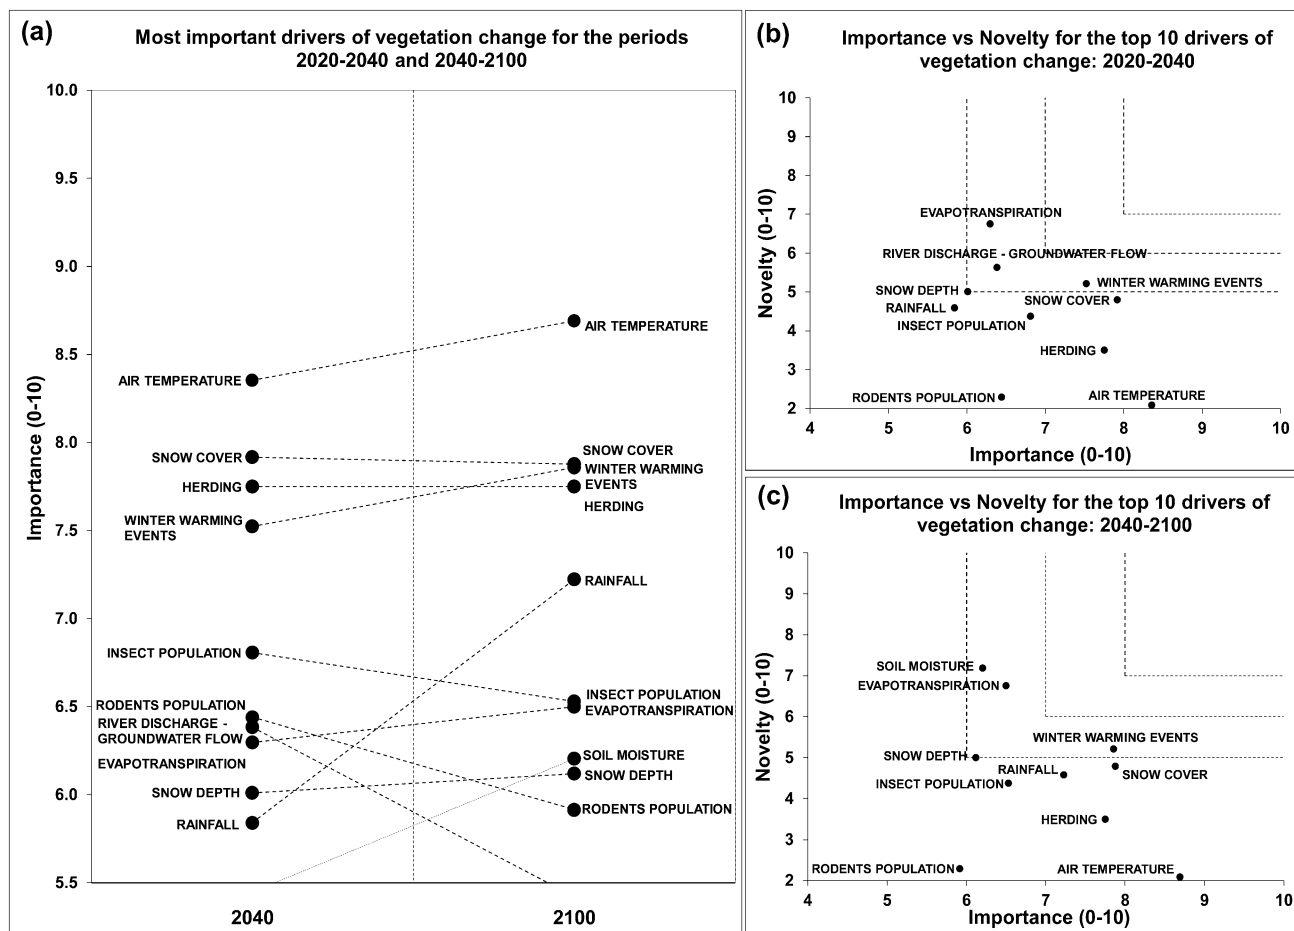 (a)
Most important drivers of vegetation change for the periods
2020-2040 and 2040-2100
Importance (0-10)
10.0
9.5
9.0
8.5
8.0
7.5
7.0
6.5
6.0
5.5
AIR TEMPERATURE
SNOW COVER
HERDING
WINTER WARMING
EVENTS
INSECT POPULATION
RODENTS POPULATION
RIVER DISCHARGE -
GROUNDWATER FLOW
EVAPOTRANSPIRATION
SNOW DEPTH
RAINFALL
AIR TEMPERATURE
SNOW COVER
WINTER WARMING
EVENTS
HERDING
RAINFALL
INSECT POPULATION
EVAPOTRANSPIRATION
SOIL MOISTURE
SNOW DEPTH
RODENTS POPULATION
2040
2100
(b)
Importance vs Novelty for the top 10 drivers of
vegetation change: 2020-2040
Novelty (0-10)
10
9
8
7
6
5
4
3
2
EVAPOTRANSPIRATION
RIVER DISCHARGE - GROUNDWATER FLOW
WINTER WARMING EVENTS
SNOW DEPTH
SNOW COVER
RAINFALL
INSECT POPULATION
HERDING
RODENTS POPULATION
AIR TEMPERATURE
4 5 6 7 8 9 10
Importance (0-10)
(c)
Importance vs Novelty for the top 10 drivers of
vegetation change: 2040-2100
Novelty (0-10)
10
9
8
7
6
5
4
3
2
SOIL MOISTURE
EVAPOTRANSPIRATION
WINTER WARMING EVENTS
SNOW DEPTH
RAINFALL
SNOW COVER
INSECT POPULATION
HERDING
RODENTS POPULATION
AIR TEMPERATURE
4 5 6 7 8 9 10
Importance (0-10)